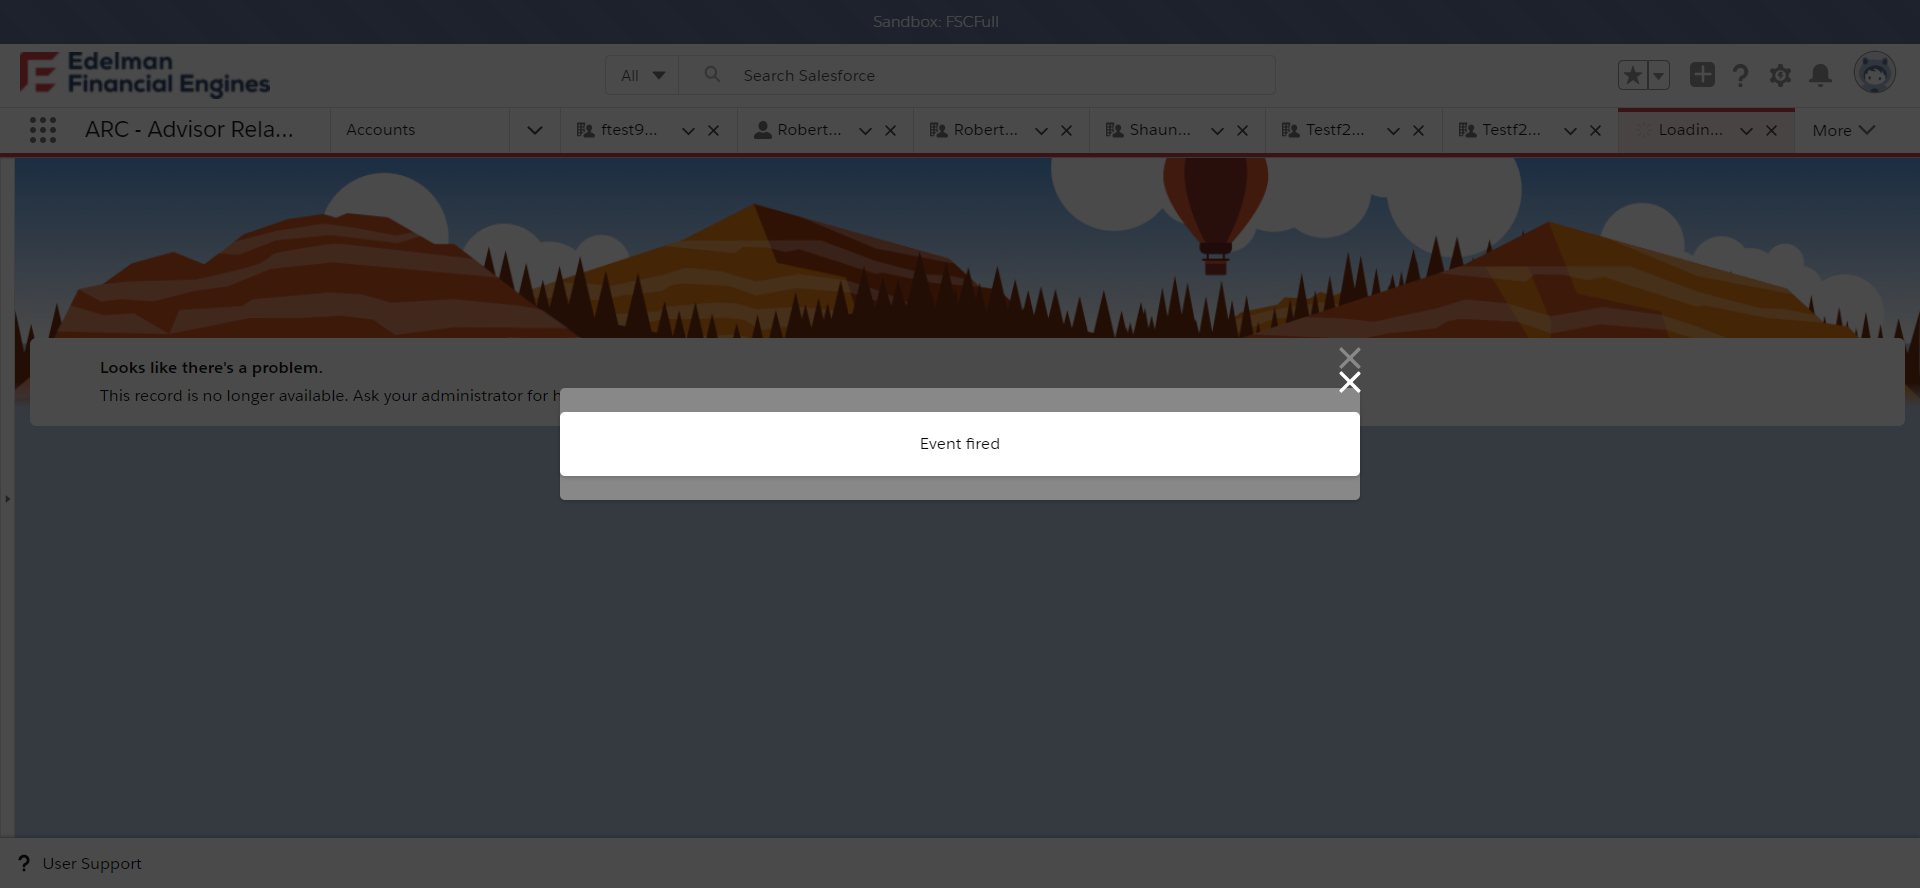 Sandbox: FSCFull
Edelman
Financial Engines
All
Search Salesforce
ARC - Advisor Rela...
Accounts
ftest9...
Robert...
Robert...
Shaun...
Testf2...
Testf2...
Loadin...
More
Looks like there's a problem.
This record is no longer available. Ask your administrator for h
Event fired
? User Support